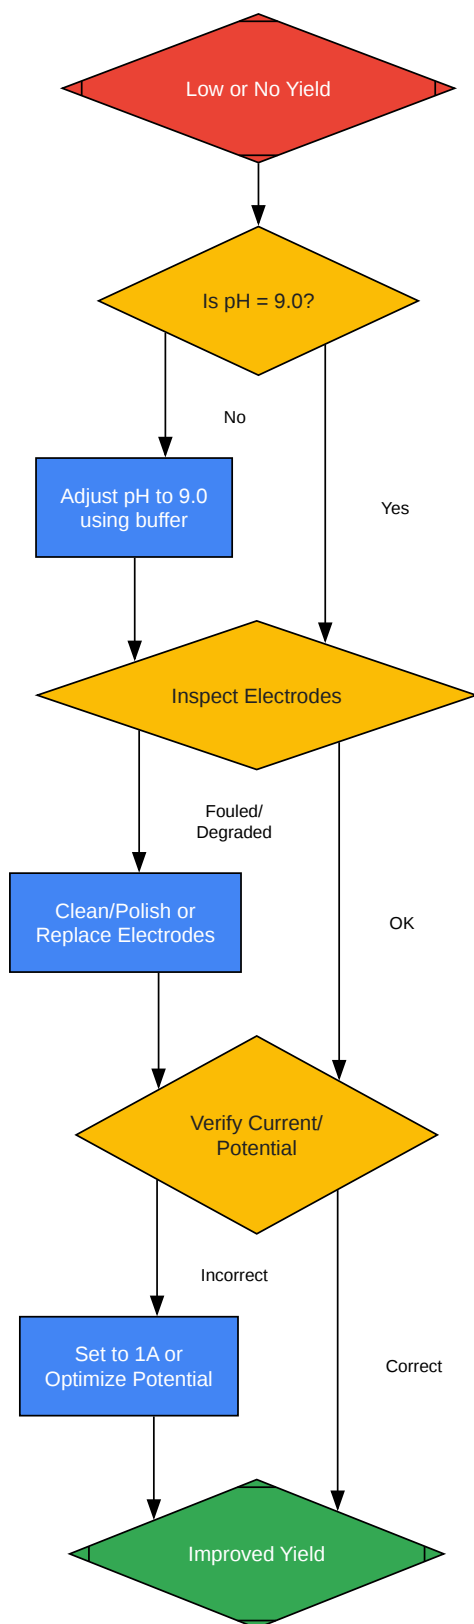 Low or No Yield
Is pH = 9.0?
No
Adjust pH to 9.0
using buffer
Yes
Inspect Electrodes
Fouled/
Degraded
Clean/Polish or
Replace Electrodes
OK
Verify Current/
Potential
Incorrect
Set to 1A or
Optimize Potential
Correct
Improved Yield